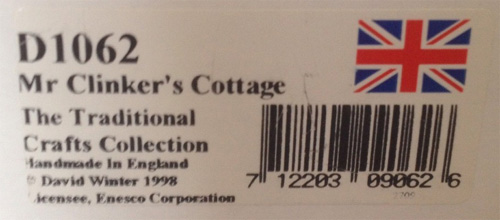 D1062
Mr Clinker's Cottage
The Traditional
Crafts Collection
Handmade In England
© David Winter 1998
Licensee, Enesco Corporation
7 12203 09062 6